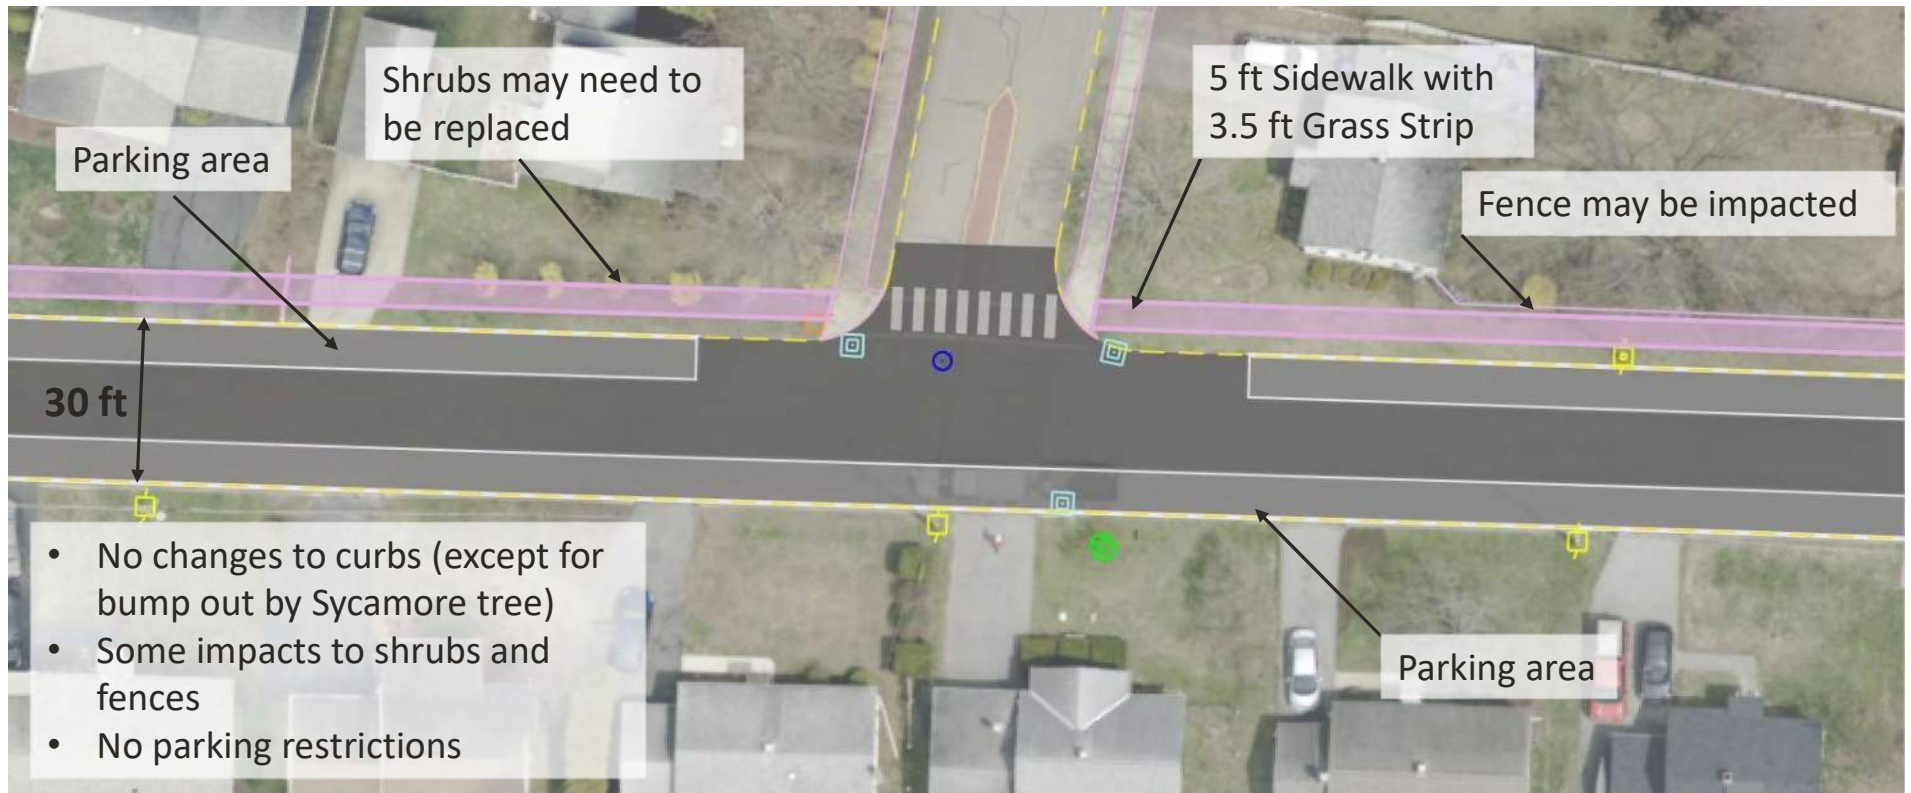 Shrubs may need to
be replaced
5 ft Sidewalk with
3.5 ft Grass Strip
Parking area
Fence may be impacted
30 ft
• No changes to curbs (except for
bump out by Sycamore tree)
• Some impacts to shrubs and
fences
• No parking restrictions
Parking area